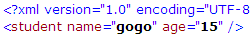 <?xml version="1.0" encoding="UTF-8
<student name="gogo" age="15" />